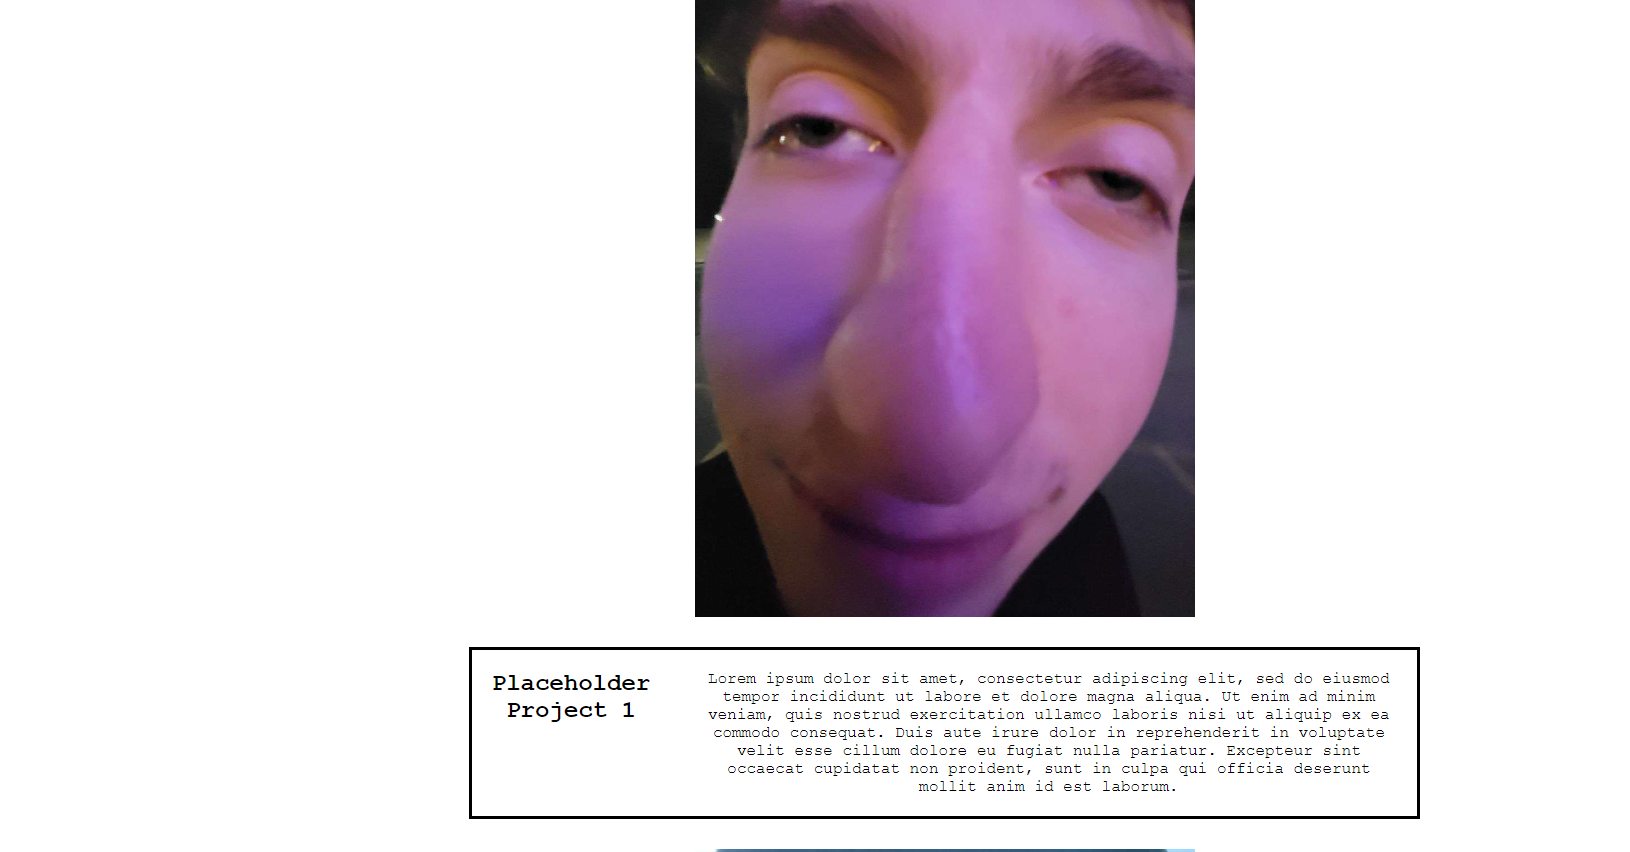 Placeholder
Project 1
Lorem ipsum dolor sit amet, consectetur adipiscing elit, sed do eiusmod
tempor incididunt ut labore et dolore magna aliqua. Ut enim ad minim
veniam, quis nostrud exercitation ullamco laboris nisi ut aliquip ex ea
commodo consequat. Duis aute irure dolor in reprehenderit in voluptate
velit esse cillum dolore eu fugiat nulla pariatur. Excepteur sint
occaecat cupidatat non proident, sunt in culpa qui officia deserunt
mollit anim id est laborum.